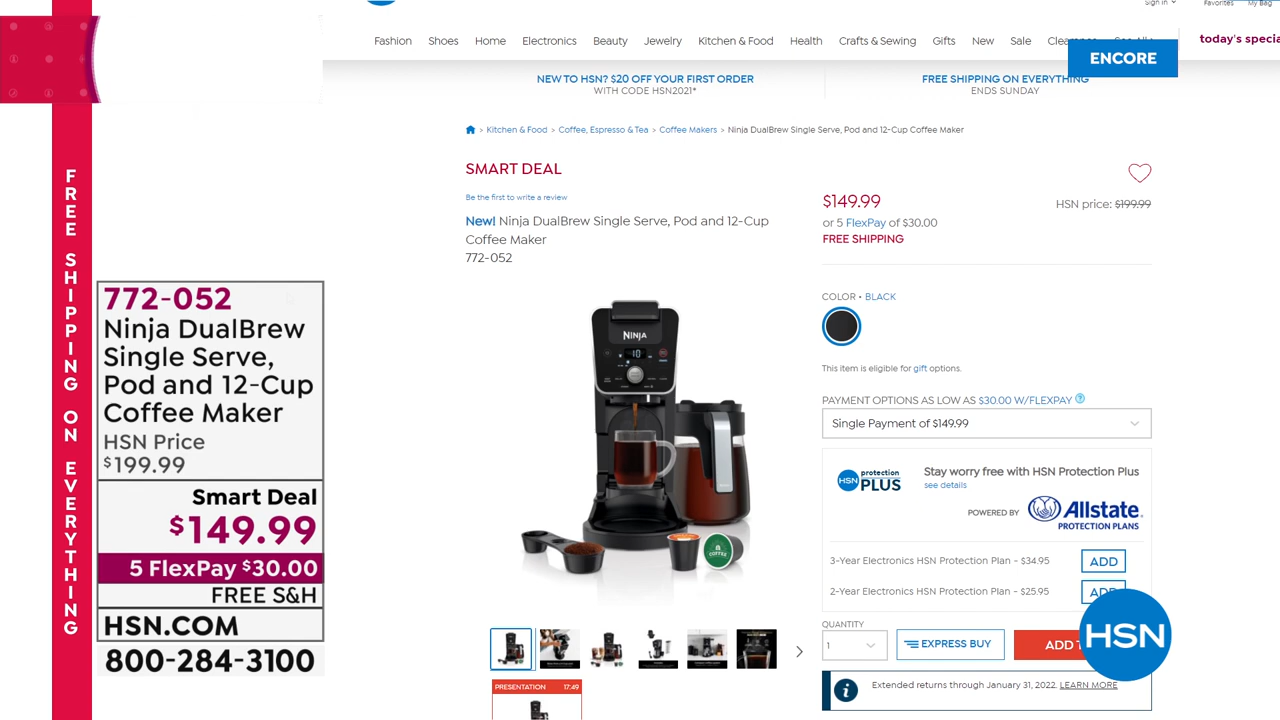 Sign In
Favorites
My Bag
Fashion
Shoes
Home
Electronics
Beauty
Jewelry
Kitchen & Food
Health
Crafts & Sewing
Gifts
New
Sale
today's
ENCORE
NEW TO HSN? $20 OFF YOUR FIRST ORDER
WITH CODE HSN2021*
FREE SHIPPING ON EVERYTHING
ENDS SUNDAY
> Kitchen & Food > Coffee, Espresso & Tea > Coffee Makers > Ninja DualBrew Single Serve, Pod and 12-Cup Coffee Maker
SMART DEAL
Be the first to write a review
New! Ninja DualBrew Single Serve, Pod and 12-Cup
Coffee Maker
772-052
NINJA
10
COFFEE
PRESENTATION 17:49
$149.99
HSN price: $199.99
or 5 FlexPay of $30.00
FREE SHIPPING
COLOR • BLACK
This item is eligible for gift options.
PAYMENT OPTIONS AS LOW AS $30.00 W/FLEXPAY ?
Single Payment of $149.99
HSN protection PLUS
Stay worry free with HSN Protection Plus
see details
POWERED BY
Allstate
PROTECTION PLANS
3-Year Electronics HSN Protection Plan - $34.95
ADD
2-Year Electronics HSN Protection Plan - $25.95
ADD
QUANTITY
1
EXPRESS BUY
ADD
HSN
Extended returns through January 31, 2022. LEARN MORE
FREE SHIPPING ON EVERYTHING
772-052
Ninja DualBrew
Single Serve,
Pod and 12-Cup
Coffee Maker
HSN Price
$199.99
Smart Deal
$149.99
5 FlexPay $30.00
FREE S&H
HSN.COM
800-284-3100